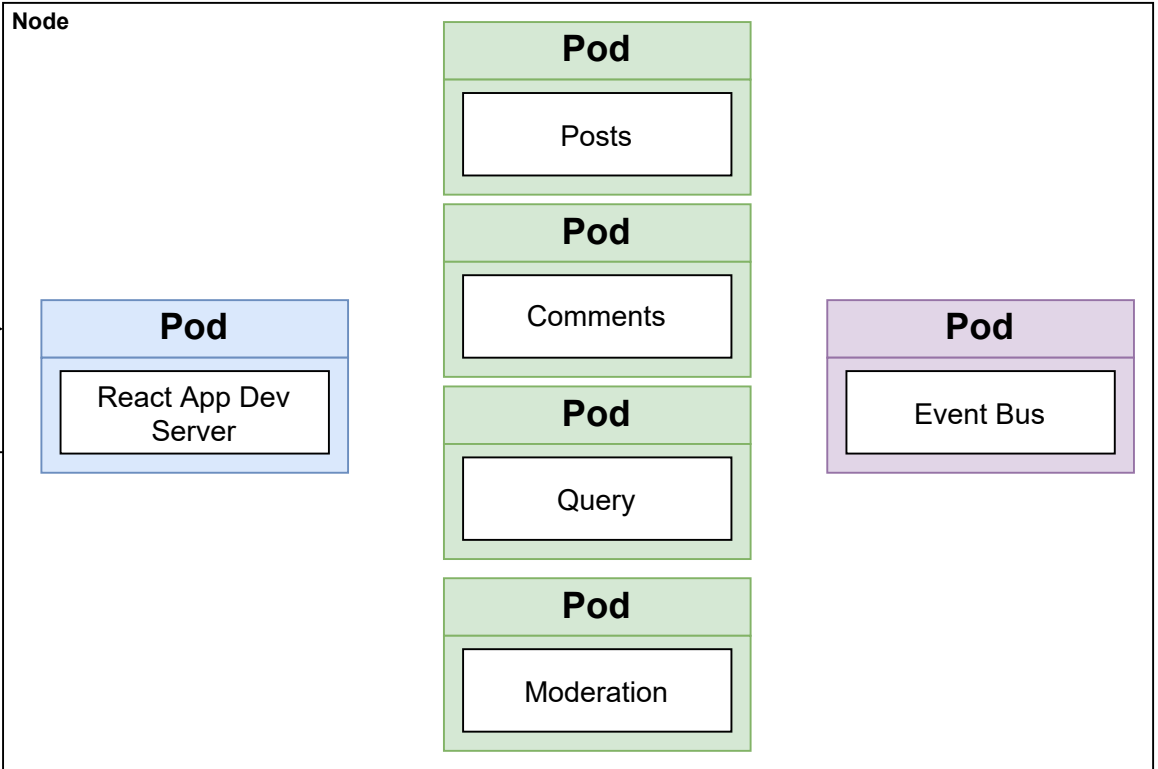 Node
Pod
Posts
Pod
Comments
Pod
React App Dev
Server
Pod
Event Bus
Pod
Query
Pod
Moderation